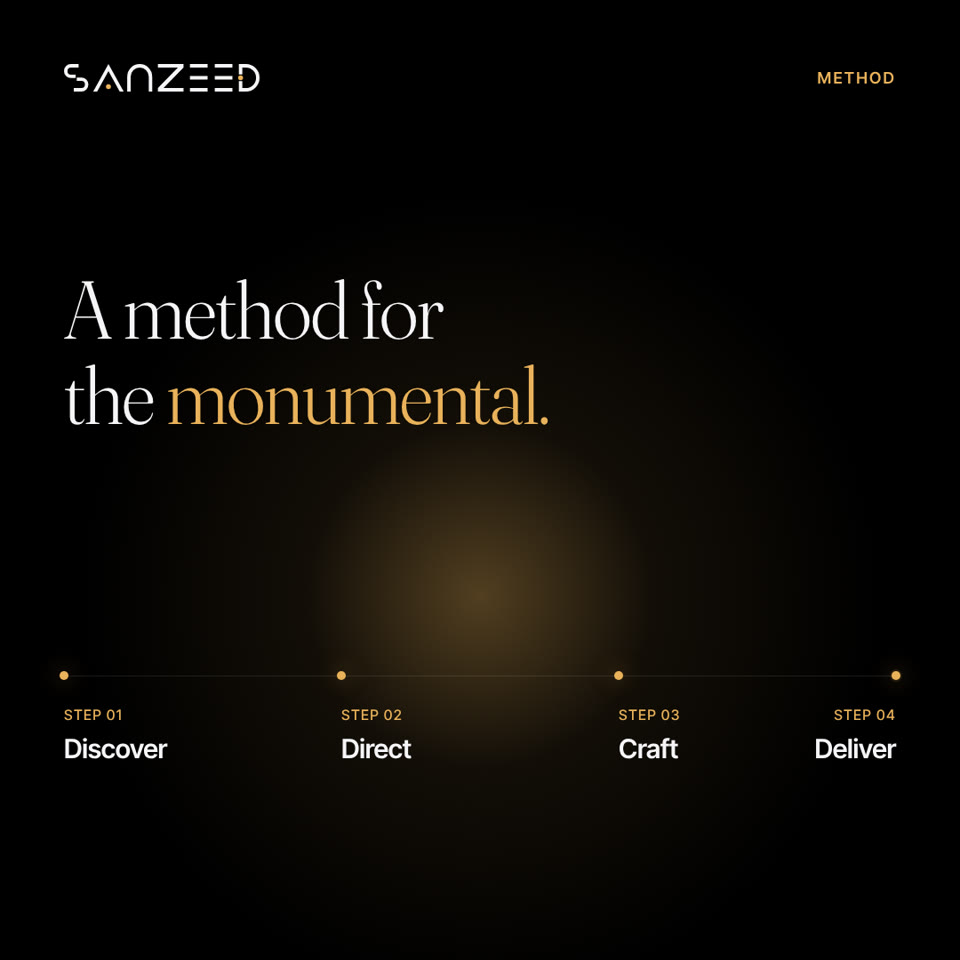 SANZEED
METHOD
A method for
the monumental.
STEP 01
Discover
STEP 02
Direct
STEP 03
Craft
STEP 04
Deliver